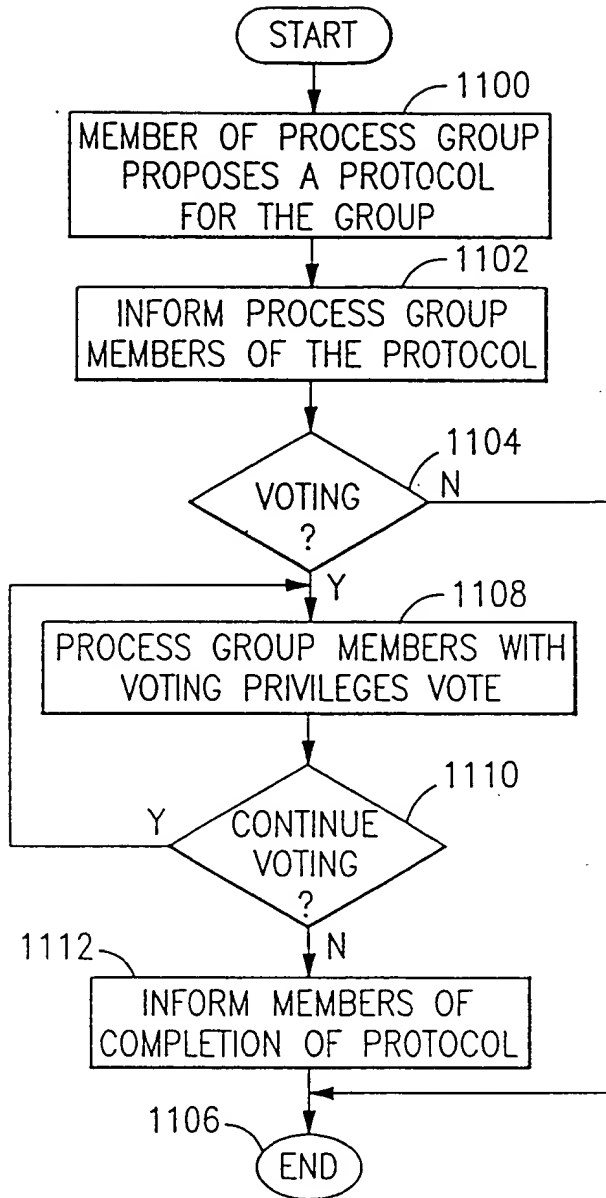 START
1100
MEMBER OF PROCESS GROUP
PROPOSES A PROTOCOL
FOR THE GROUP
1102
INFORM PROCESS GROUP
MEMBERS OF THE PROTOCOL
1104
VOTING
?
N
Y
1108
PROCESS GROUP MEMBERS WITH
VOTING PRIVILEGES VOTE
1110
Y
CONTINUE
VOTING
?
N
1112
INFORM MEMBERS OF
COMPLETION OF PROTOCOL
1106
END